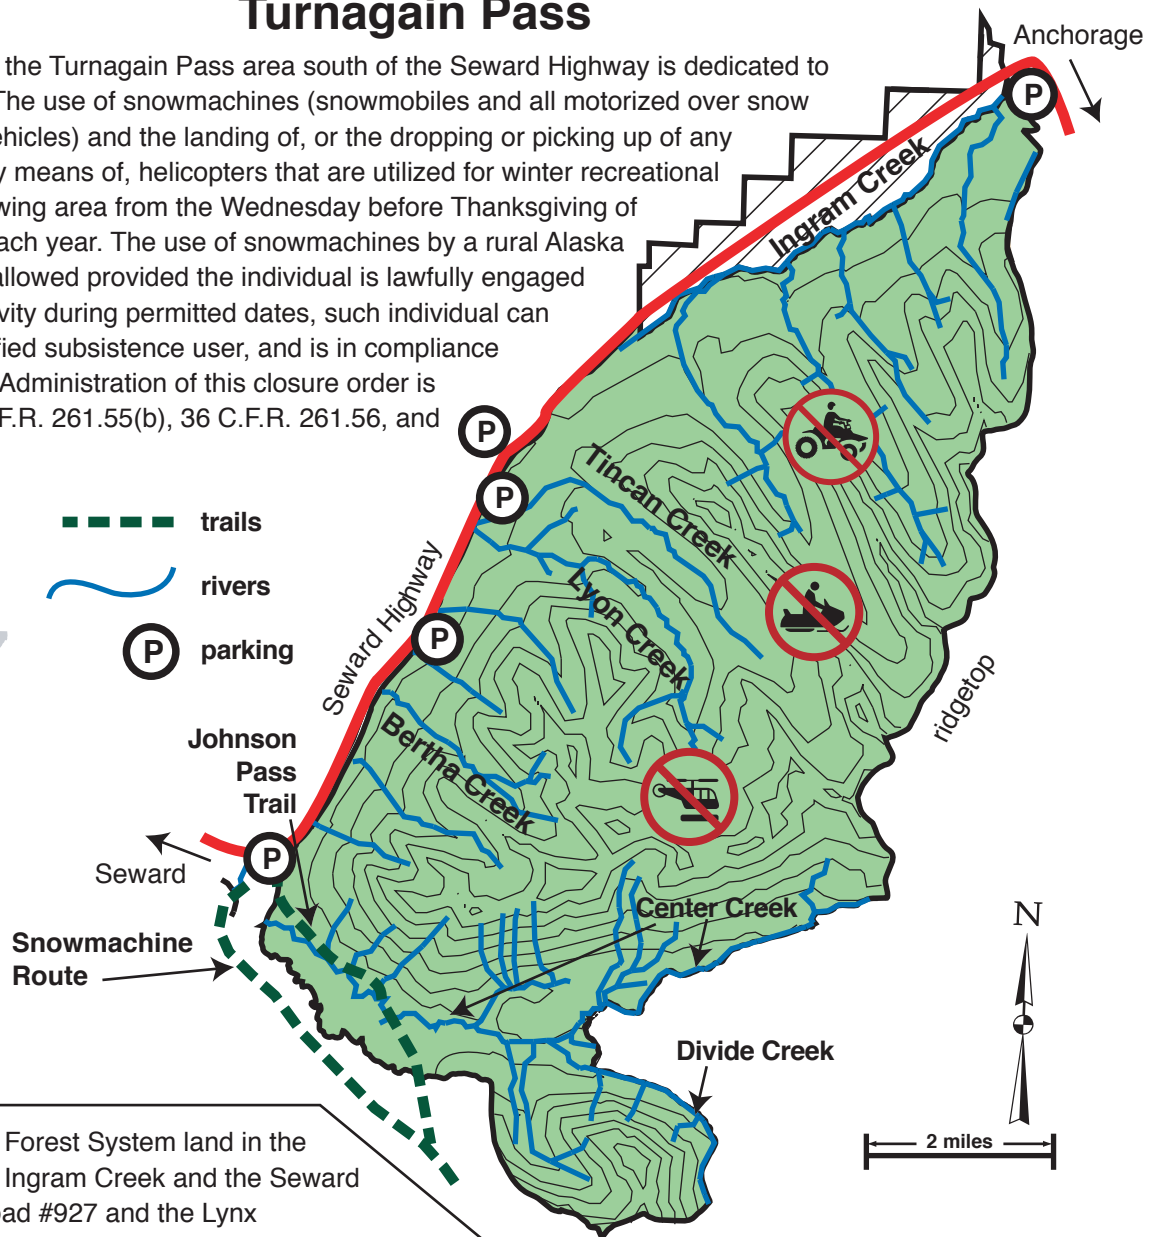 Turnagain Pass
the Turnagain Pass area south of the Seward Highway is dedicated to
The use of snowmachines (snowmobiles and all motorized over snow
ehicles) and the landing of, or the dropping or picking up of any
y means of, helicopters that are utilized for winter recreational
wing area from the Wednesday before Thanksgiving of
ach year. The use of snowmachines by a rural Alaska
allowed provided the individual is lawfully engaged
vity during permitted dates, such individual can
fied subsistence user, and is in compliance
Administration of this closure order is
F.R. 261.55(b), 36 C.F.R. 261.56, and
Anchorage
P
Ingram Creek
P
P
Tincan Creek
trails
rivers
P parking
Seward Highway
P
Lyon Creek
ridgetop
Johnson
Pass
Trail
Bertha Creek
P
Seward
Snowmachine
Route
Center Creek
N
Divide Creek
2 miles
Forest System land in the
Ingram Creek and the Seward
oad #927 and the Lynx